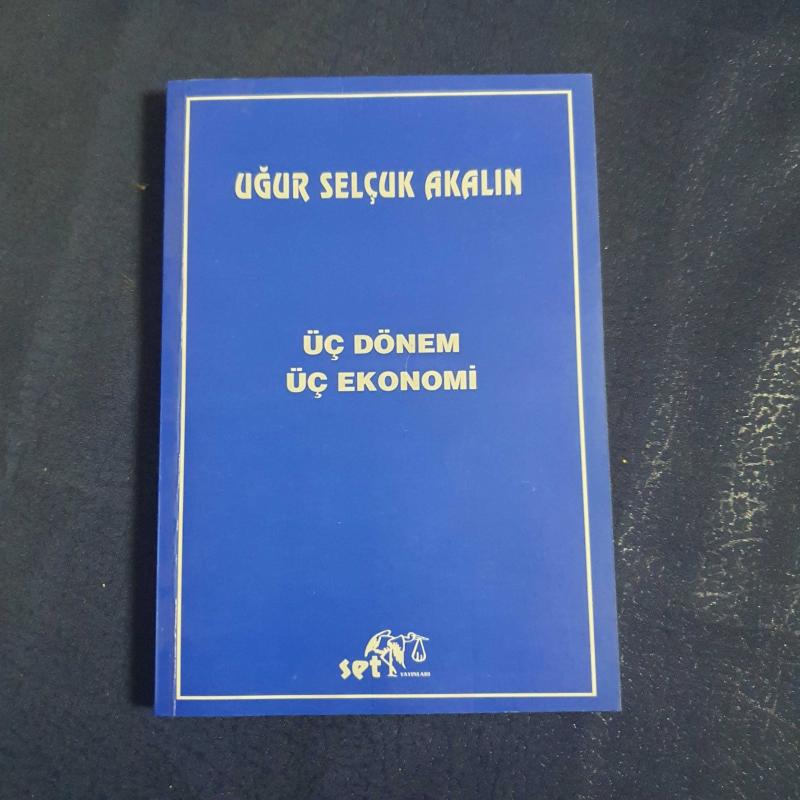 UĞUR SELÇUK AKALIN
ÜÇ DÖNEM
ÜÇ EKONOMİ
set
YAYINLARI